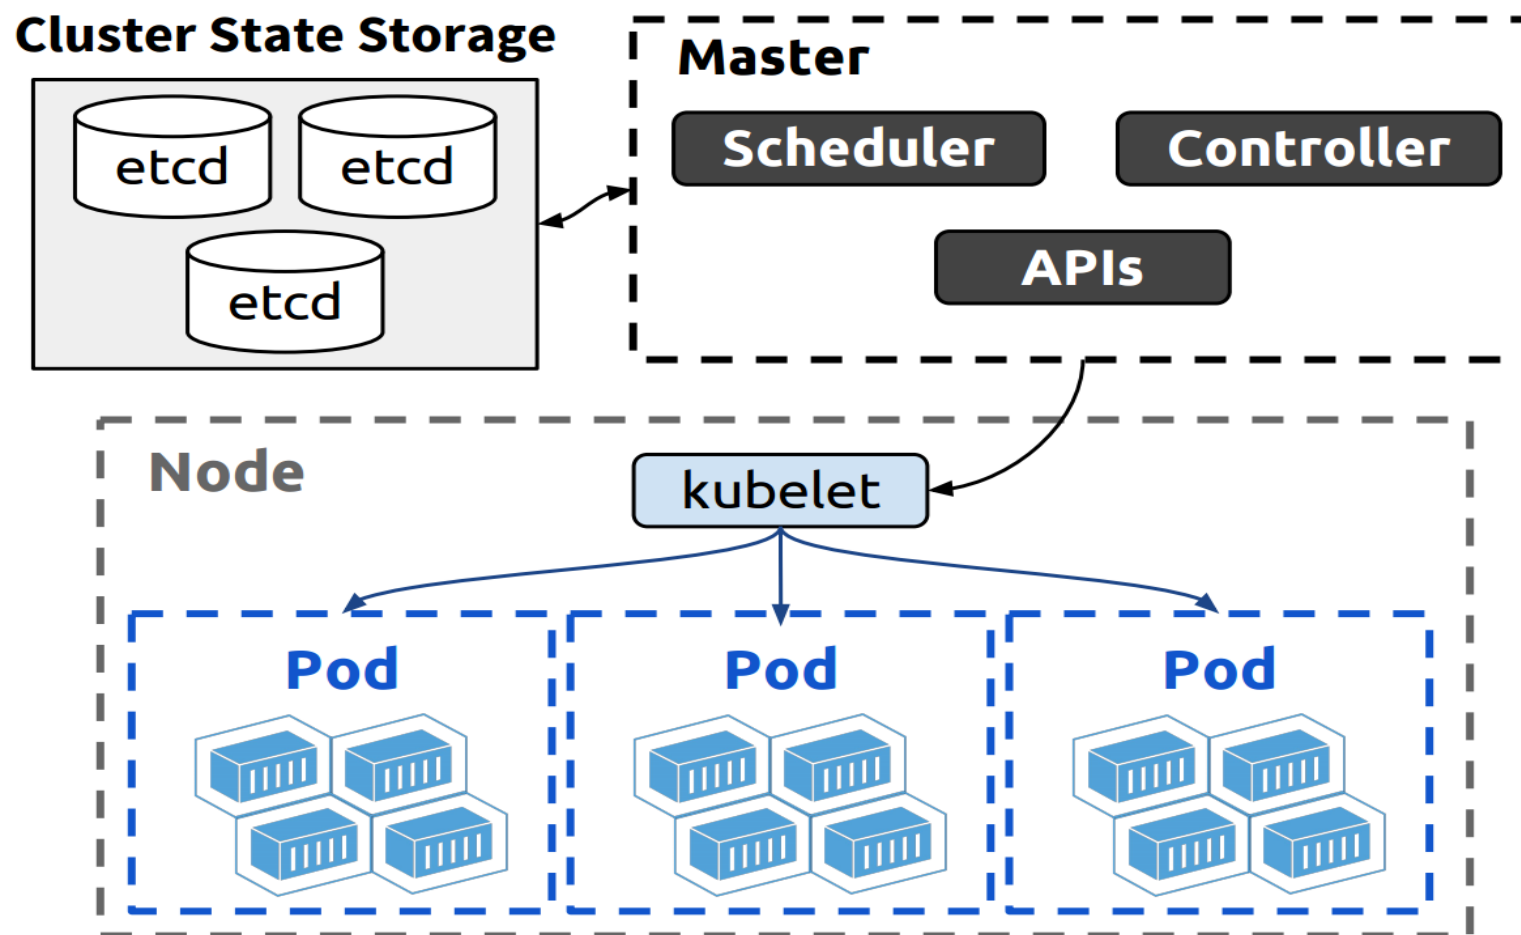 Cluster State Storage
etcd
etcd
etcd
Master
Scheduler
Controller
APIs
Node
kubelet
Pod
Pod
Pod